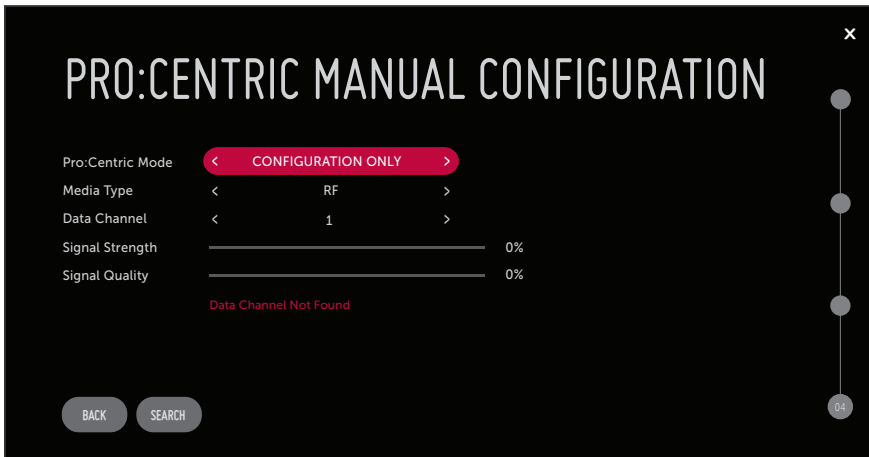 X
PRO:CENTRIC MANUAL CONFIGURATION
Pro:Centric Mode < CONFIGURATION ONLY >
Media Type < RF >
Data Channel < 1 >
Signal Strength 0%
Signal Quality 0%
Data Channel Not Found
BACK SEARCH
04